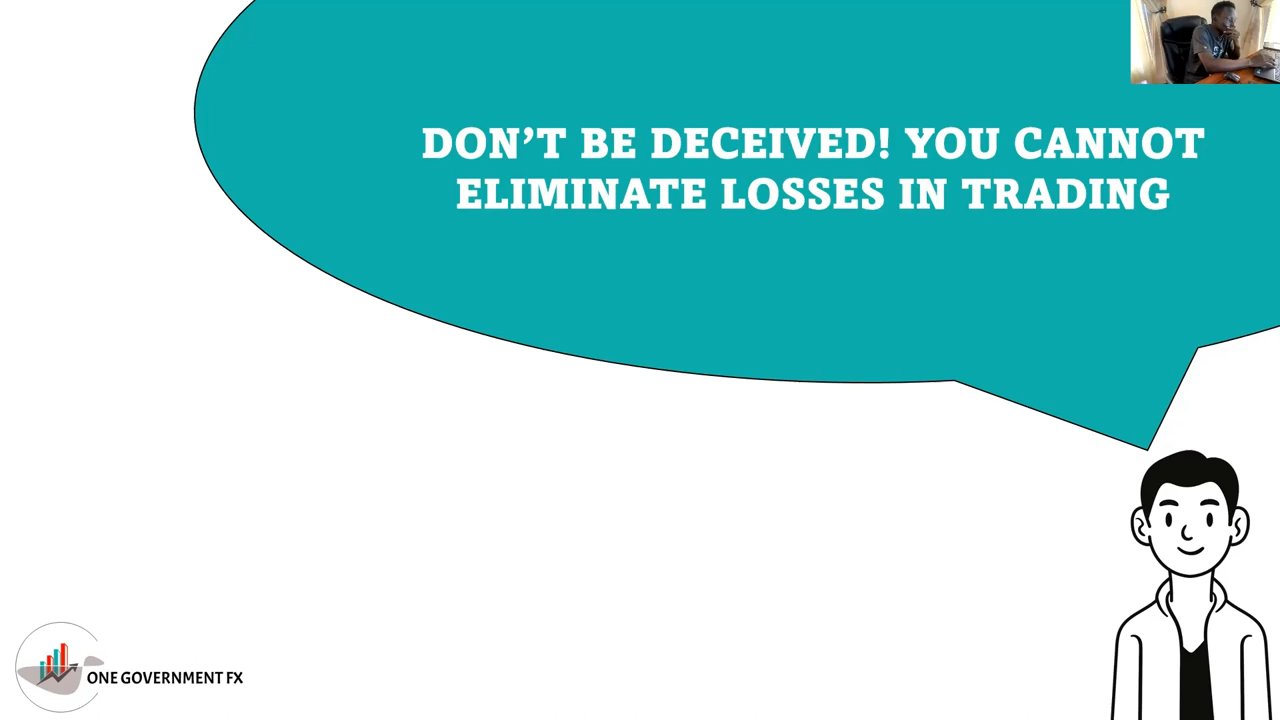 DON’T BE DECEIVED! YOU CANNOT
ELIMINATE LOSSES IN TRADING
ONE GOVERNMENT FX